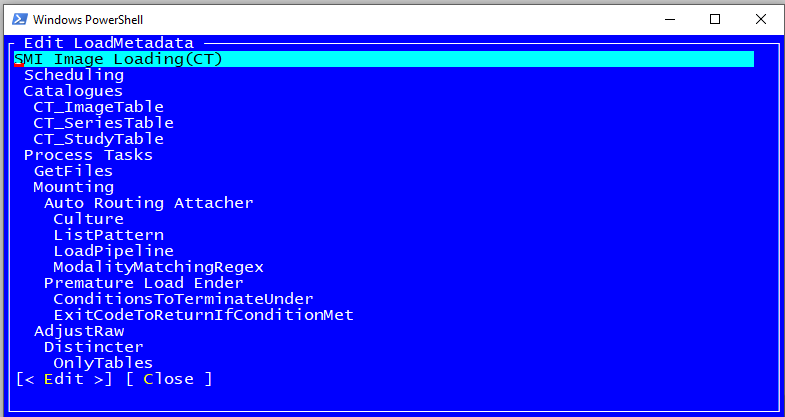 Windows PowerShell
Edit LoadMetadata
SMI Image Loading(CT)
Scheduling
Catalogues
CT_ImageTable
CT_SeriesTable
CT_StudyTable
Process Tasks
GetFiles
Mounting
Auto Routing Attacher
Culture
ListPattern
LoadPipeline
ModalityMatchingRegex
Premature Load Ender
ConditionsToTerminateUnder
ExitCodeToReturnIfConditionMet
AdjustRaw
Distincter
OnlyTables
[< Edit >] [ Close ]